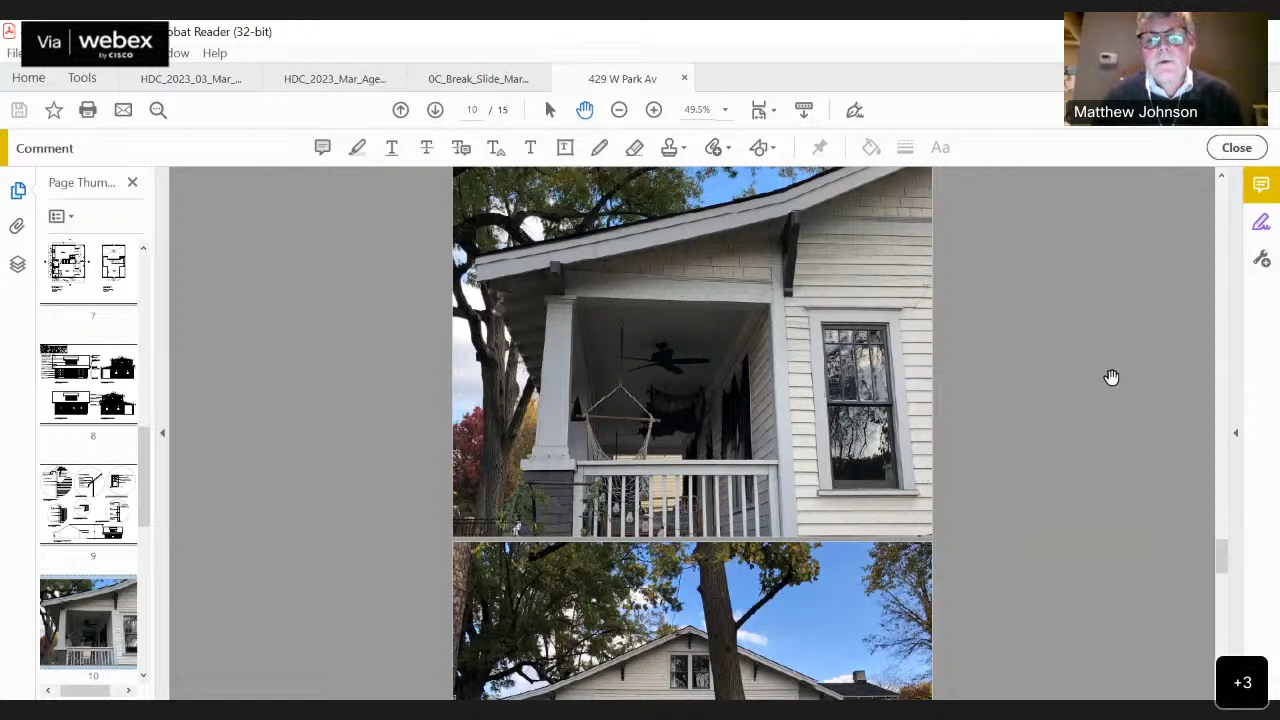 Via webex
by CISCO
obat Reader (32-bit)
dow Help
Home Tools HDC_2023_03_Mar_... HDC_2023_Mar_Age... 0C_Break_Slide_Mar... 429 W Park Av ×
10 / 15 49.5%
Comment Aa Close
Page Thum...
7
8
9
10
Matthew Johnson
+3